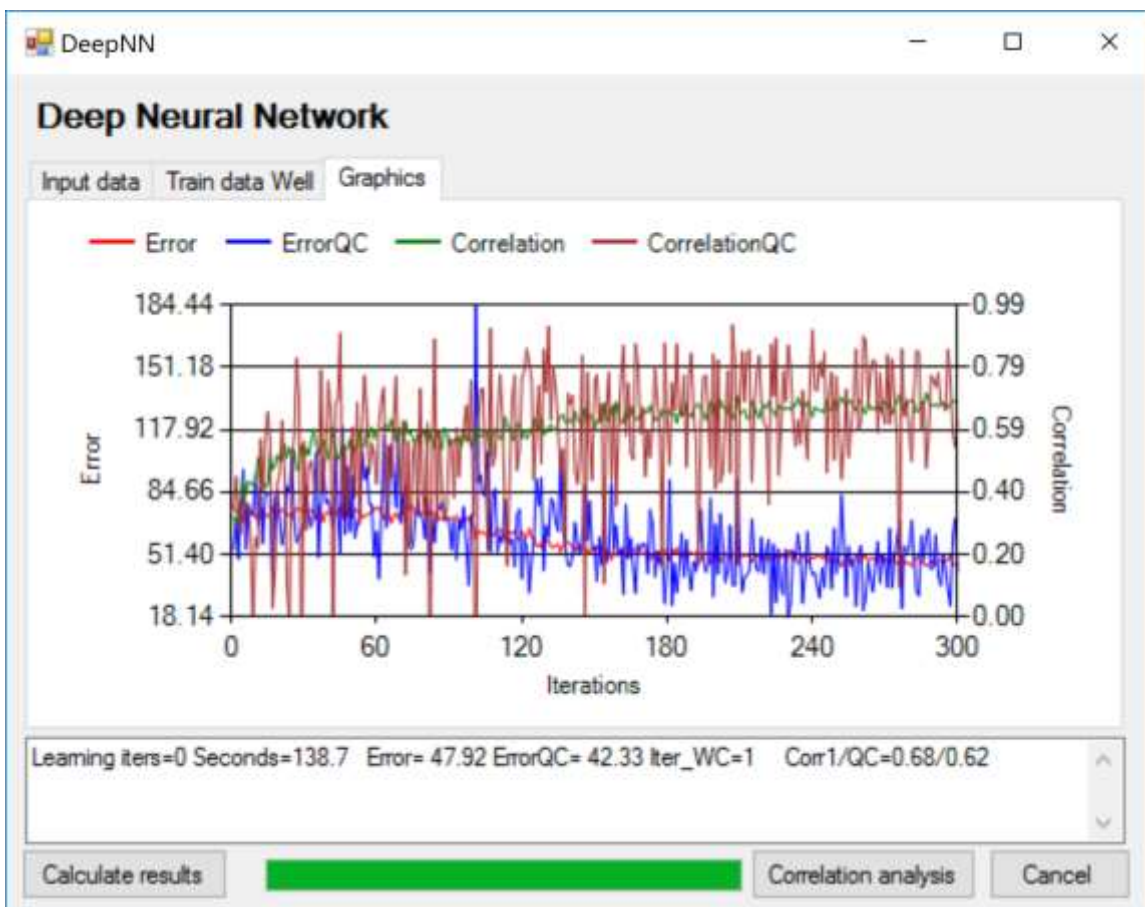 DeepNN
Deep Neural Network
Input data Train data Well Graphics
Error ErrorQC Correlation CorrelationQC
184.44 0.99
151.18 0.79
117.92 0.59
84.66 0.40
51.40 0.20
18.14 0.00
Error
Correlation
0 60 120 180 240 300
Iterations
Learning iters=0 Seconds=138.7 Error= 47.92 ErrorQC= 42.33 Iter_WC=1 Corr1/QC=0.68/0.62
Calculate results Correlation analysis Cancel